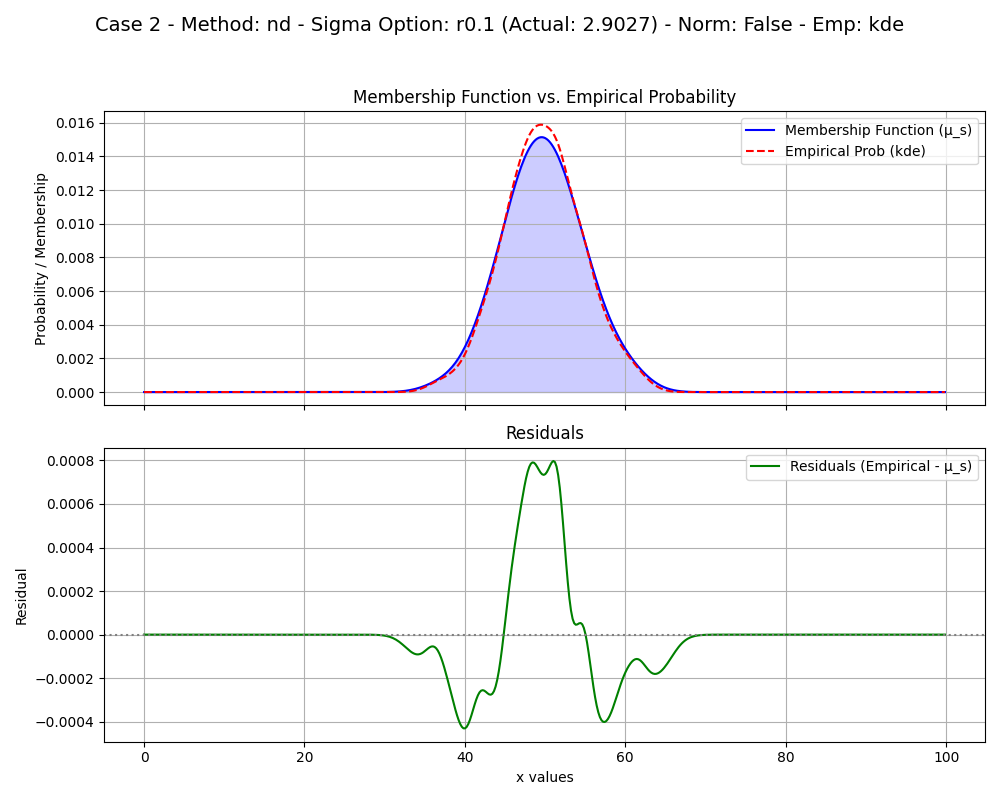 Case 2 - Method: nd - Sigma Option: r0.1 (Actual: 2.9027) - Norm: False - Emp: kde
Membership Function vs. Empirical Probability
Probability / Membership
0.016
0.014
0.012
0.010
0.008
0.006
0.004
0.002
0.000
Membership Function (μ_s)
Empirical Prob (kde)
Residuals
Residual
0.0008
0.0006
0.0004
0.0002
0.0000
−0.0002
−0.0004
Residuals (Empirical - μ_s)
0 20 40 60 80 100
x values